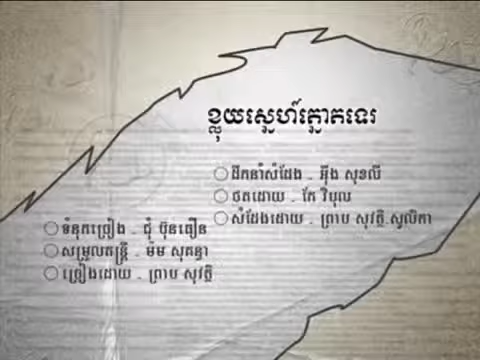 ខ្លុយស្នេហ៍ភ្នោតទេរ
ដឹកនាំសំដែង - អ៊ឹង សុខលី
ថតដោយ - កែ វិបុល
សំដែងដោយ - ព្រាប សុវត្ថិ.សូលិកា
ទំនុកច្រៀង - ជុំ ប៊ុនធឿន
សម្រួលតន្ត្រី - ម៉ម សុគន្ធា
ច្រៀងដោយ - ព្រាប សុវត្ថិ